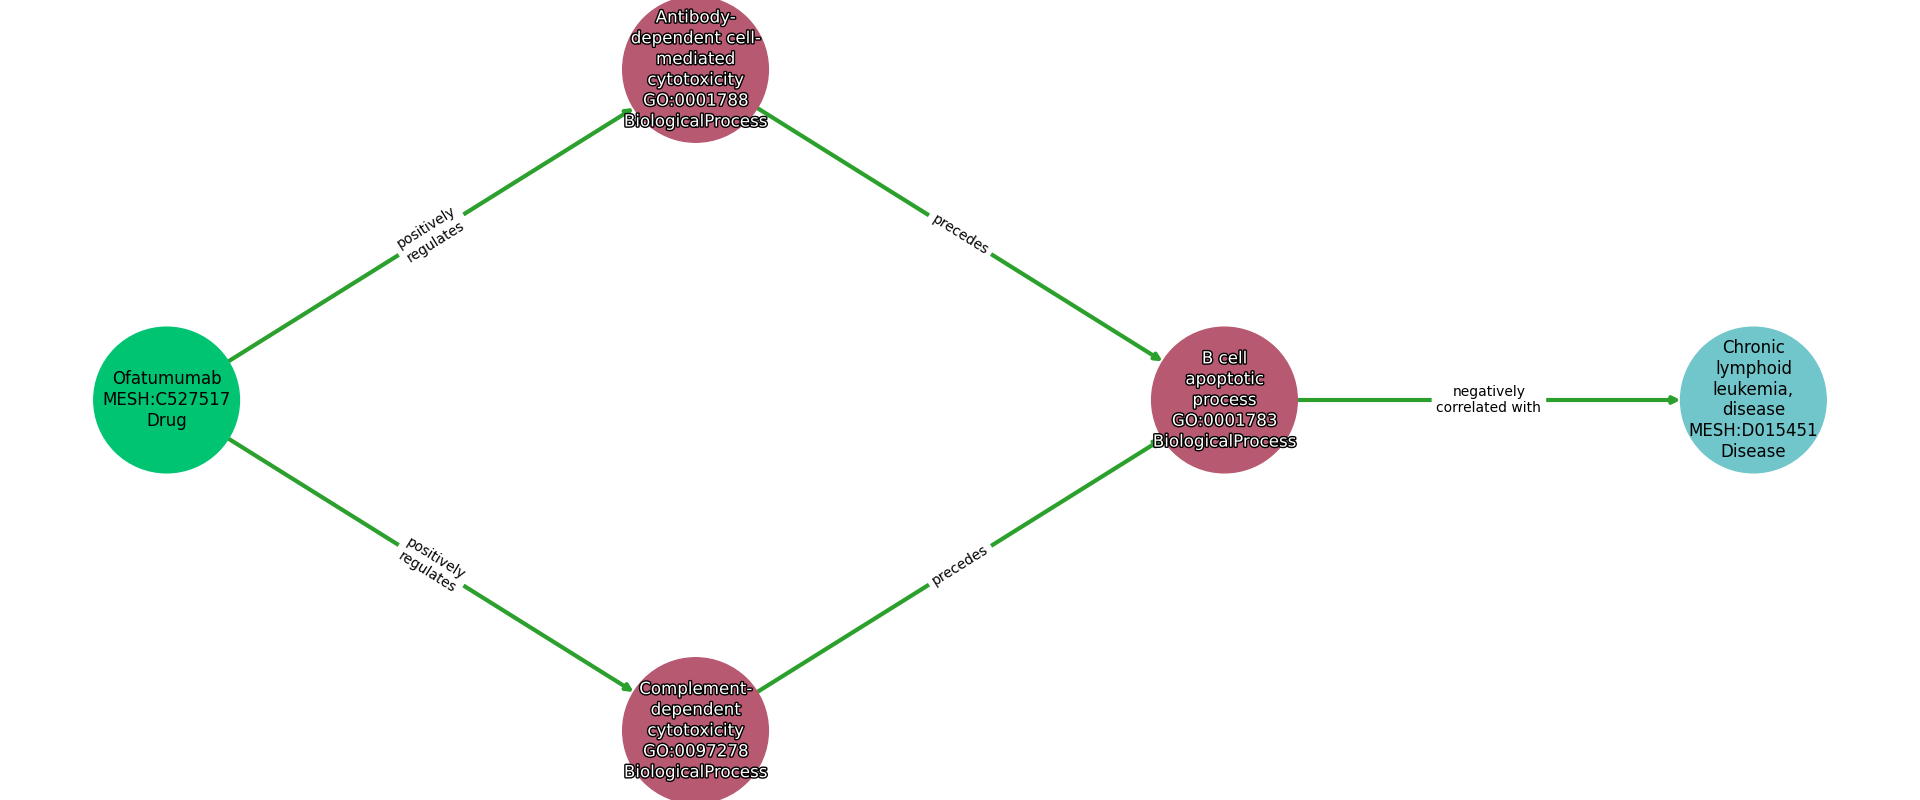 Antibody-
dependent cell-
mediated
cytotoxicity
GO:0001788
BiologicalProcess
positively
regulates
precedes
Ofatumumab
MESH:C527517
Drug
B cell
apoptotic
process
GO:0001783
BiologicalProcess
negatively
correlated with
Chronic
lymphoid
leukemia,
disease
MESH:D015451
Disease
positively
regulates
precedes
Complement-
dependent
cytotoxicity
GO:0097278
BiologicalProcess